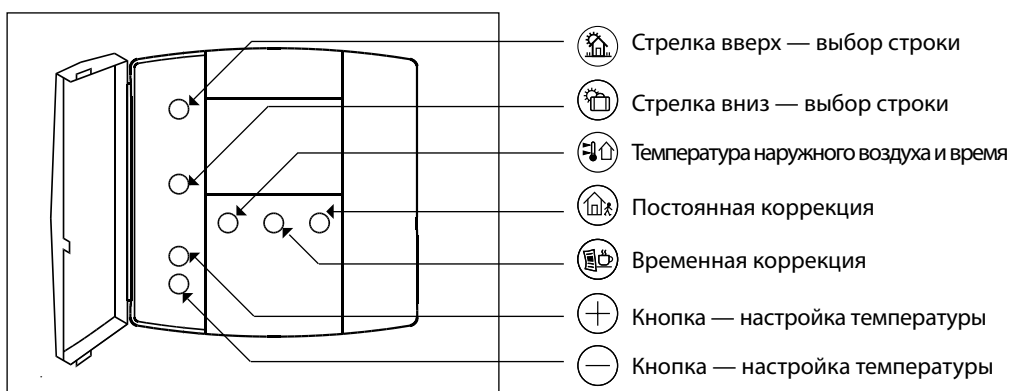 Стрелка вверх — выбор строки
Стрелка вниз — выбор строки
Температура наружного воздуха и время
Постоянная коррекция
Временная коррекция
Кнопка — настройка температуры
Кнопка — настройка температуры